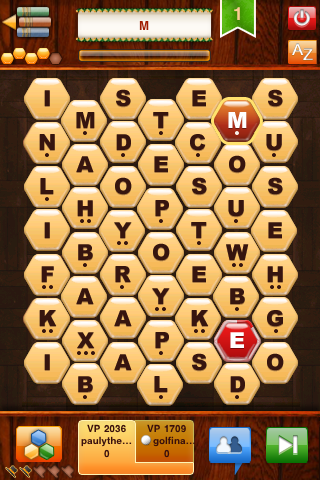 M
1
AZ
I S E S
M T M
N D C U
A E O
L O S S
H P U
I Y T E
B O W
F R E H
A Y B
K A K G
X P E
I A S O
B L D
VP 2036 VP 1709
paulythe... golfina...
0 0